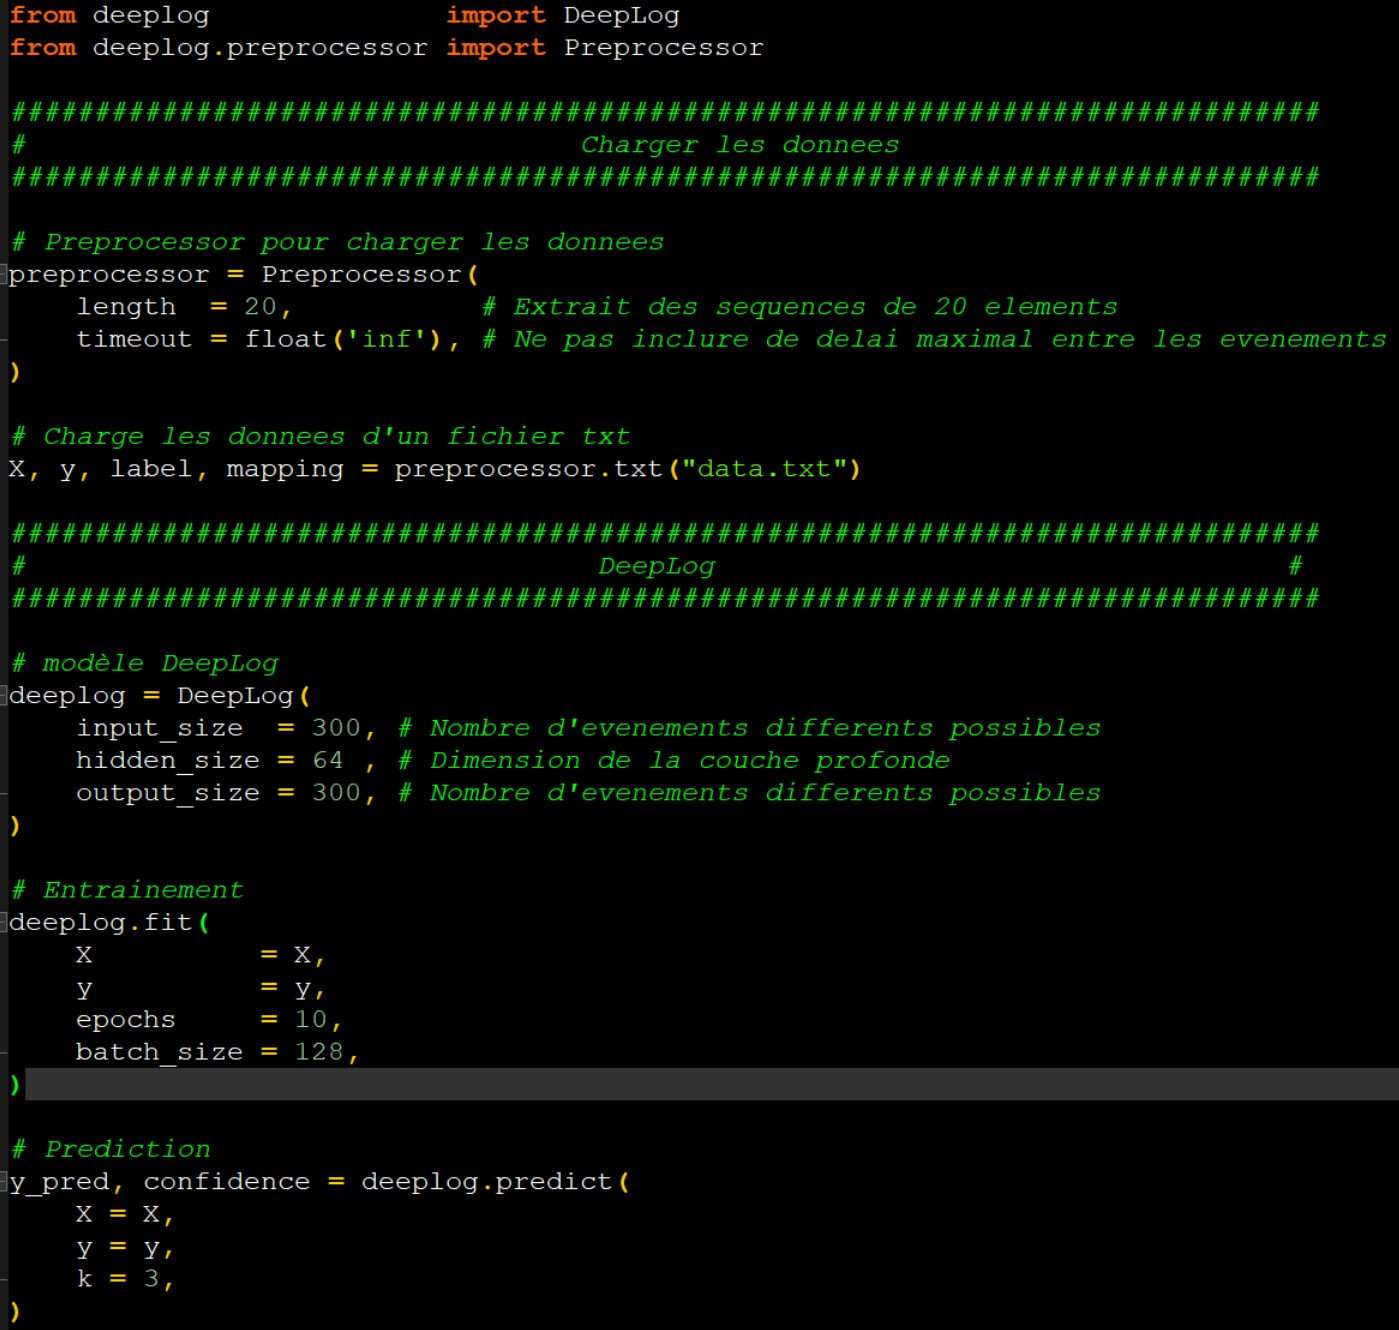 from deeplog              import DeepLog
from deeplog.preprocessor import Preprocessor
##############################################################################
#                                 Charger les donnees
##############################################################################
# Preprocessor pour charger les donnees
preprocessor = Preprocessor(
    length  = 20,           # Extrait des sequences de 20 elements
    timeout = float('inf'), # Ne pas inclure de delai maximal entre les evenements
)
# Charge les donnees d'un fichier txt
X, y, label, mapping = preprocessor.txt("data.txt")
##############################################################################
#                                  DeepLog                                  #
##############################################################################
# modèle DeepLog
deeplog = DeepLog(
    input_size  = 300, # Nombre d'evenements differents possibles
    hidden_size = 64 , # Dimension de la couche profonde
    output_size = 300, # Nombre d'evenements differents possibles
)
# Entrainement
deeplog.fit(
    X          = X,
    y          = y,
    epochs     = 10,
    batch_size = 128,
)
# Prediction
y_pred, confidence = deeplog.predict(
    X = X,
    y = y,
    k = 3,
)